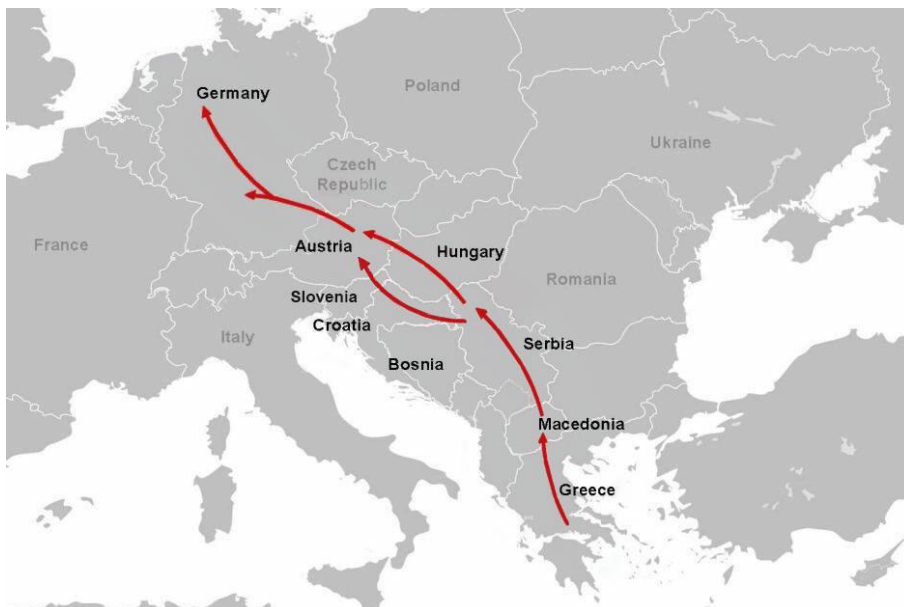 Germany
Poland
Czech
Republic
Ukraine
France
Austria
Hungary
Romania
Slovenia
Croatia
Italy
Serbia
Bosnia
Macedonia
Greece